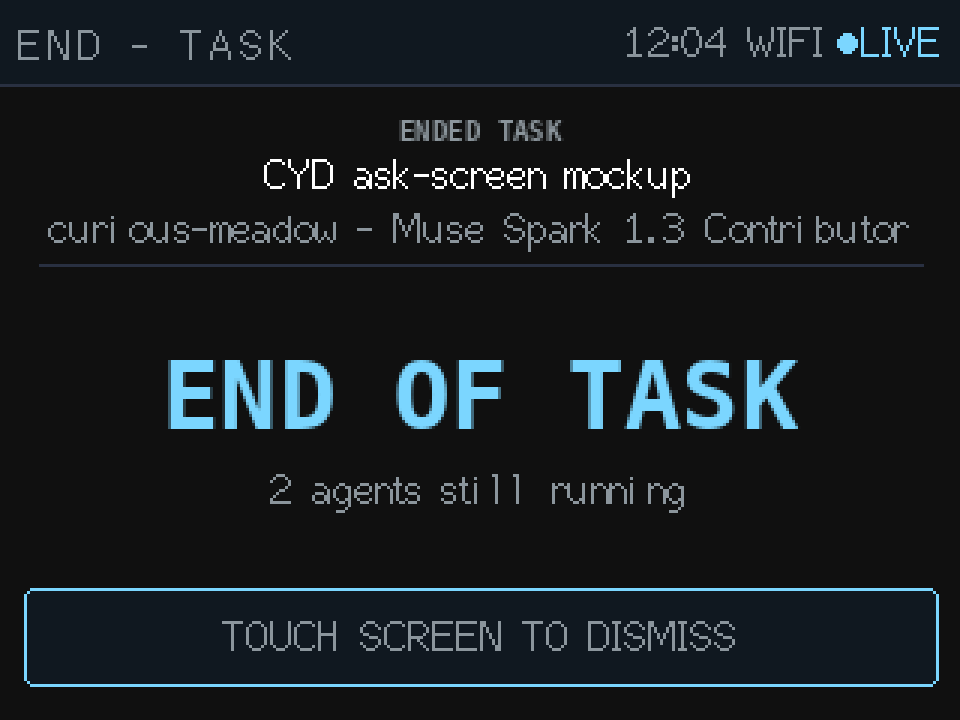 END - TASK
12:04 WIFI LIVE
ENDED TASK
CYD ask-screen mockup
curious-meadow - Muse Spark 1.3 Contributor
END OF TASK
2 agents still running
TOUCH SCREEN TO DISMISS